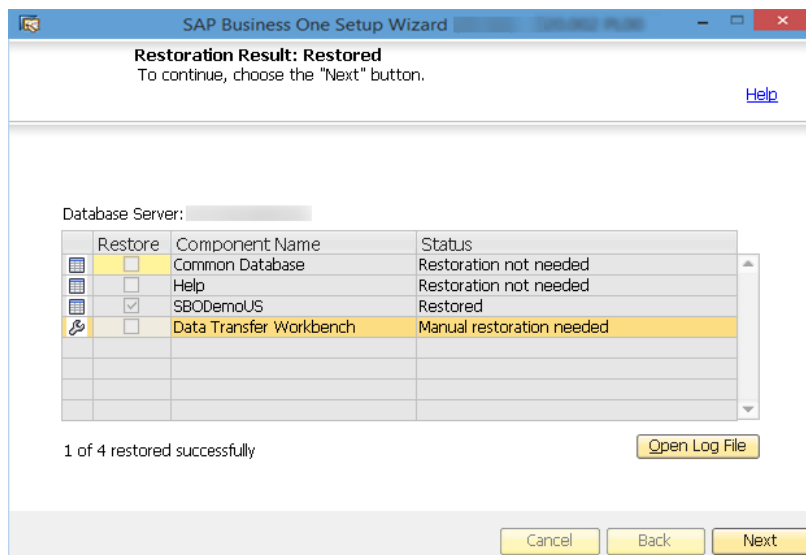 SAP Business One Setup Wizard
Restoration Result: Restored
To continue, choose the "Next" button.
Help
Database Server:
Restore Component Name Status
Common Database Restoration not needed
Help Restoration not needed
SBODemoUS Restored
Data Transfer Workbench Manual restoration needed
1 of 4 restored successfully
Open Log File
Cancel Back Next